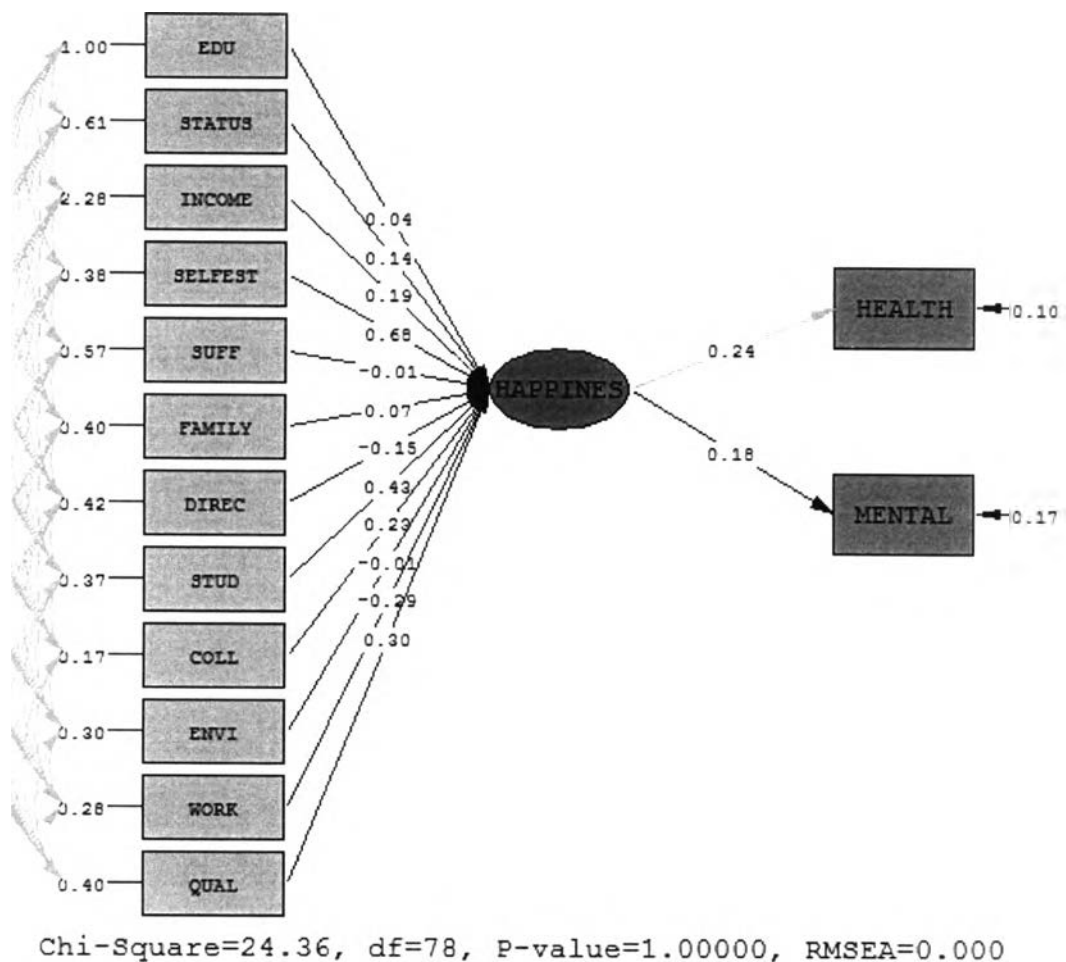 1.00 EDU
0.61 STATUS
2.28 INCOME
0.38 SELFEST
0.57 SUFF
0.40 FAMILY
0.42 DIREC
0.37 STUD
0.17 COLL
0.30 ENVI
0.28 WORK
0.40 QUAL
0.04
0.14
0.19
0.68
-0.01
0.07
-0.15
0.43
0.23
-0.01
-0.29
0.30
HAPPINES
0.24
0.18
HEALTH 0.10
MENTAL 0.17
Chi-Square=24.36, df=78, P-value=1.00000, RMSEA=0.000